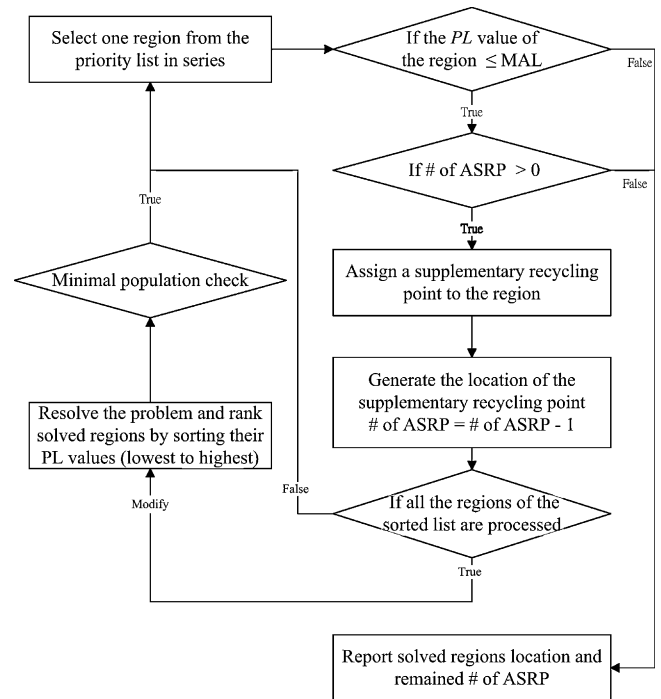 Select one region from the
priority list in series
If the PL value of
the region ≤ MAL
False
True
If # of ASRP > 0
False
True
True
Minimal population check
Assign a supplementary recycling
point to the region
Generate the location of the
supplementary recycling point
# of ASRP = # of ASRP - 1
Resolve the problem and rank
solved regions by sorting their
PL values (lowest to highest)
False
Modify
If all the regions of the
sorted list are processed
True
Report solved regions location and
remained # of ASRP